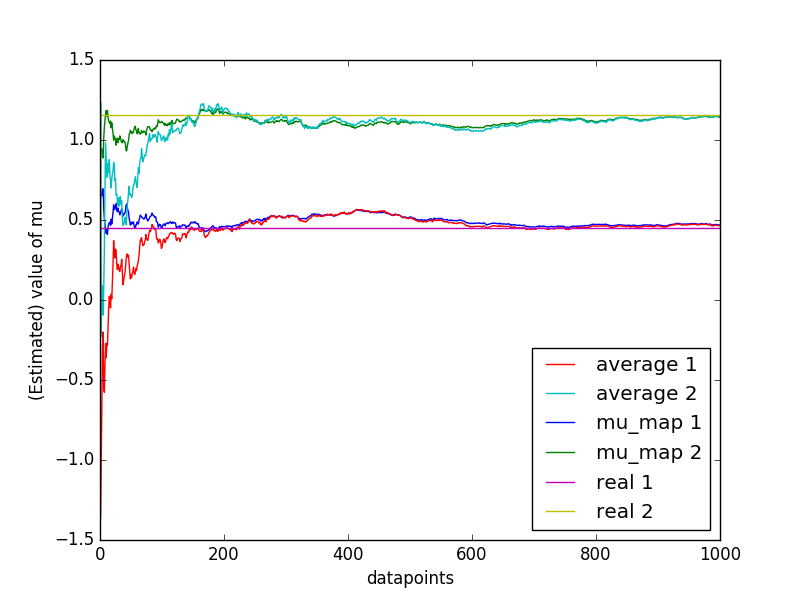 1.5
1.0
0.5
0.0
−0.5
−1.0
−1.5
(Estimated) value of mu
average 1
average 2
mu_map 1
mu_map 2
real 1
real 2
0 200 400 600 800 1000
datapoints